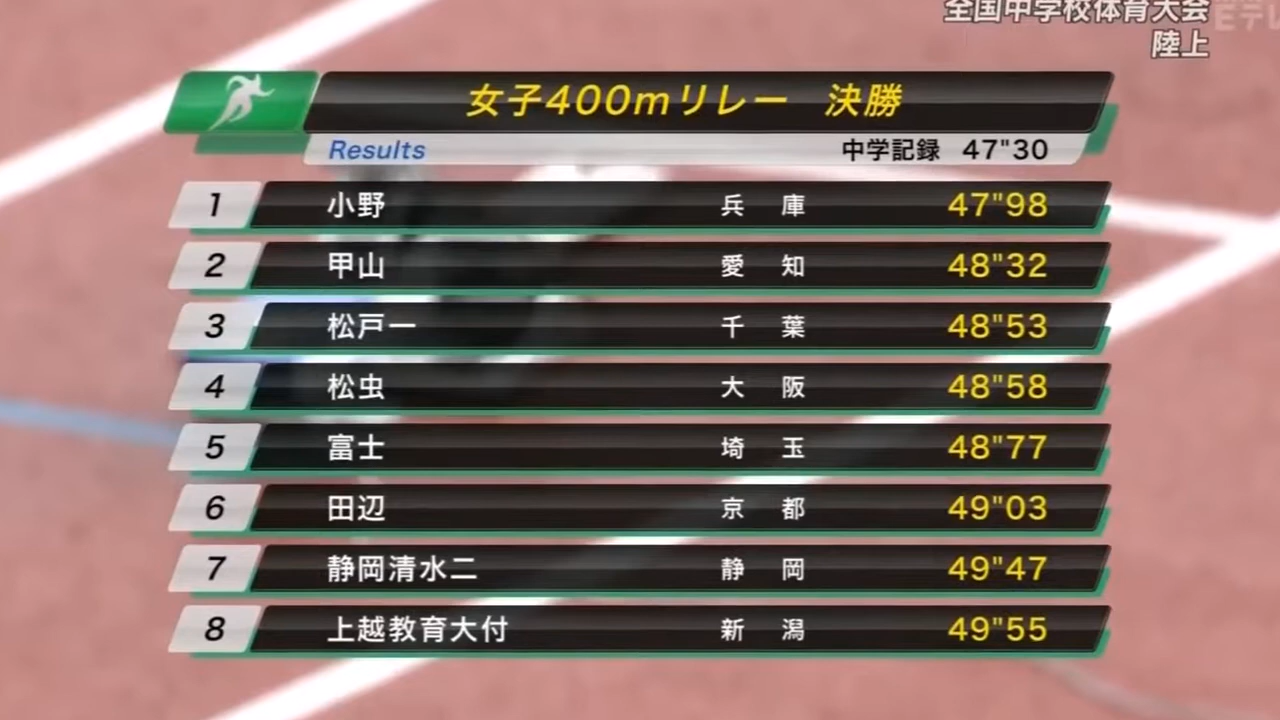 全国中学校体育大会
Eテレ
陸上
女子400mリレー 決勝
Results 中学記録 47"30
1 小野 兵庫 47"98
2 甲山 愛知 48"32
3 松戸一 千葉 48"53
4 松虫 大阪 48"58
5 富士 埼玉 48"77
6 田辺 京都 49"03
7 静岡清水二 静岡 49"47
8 上越教育大付 新潟 49"55